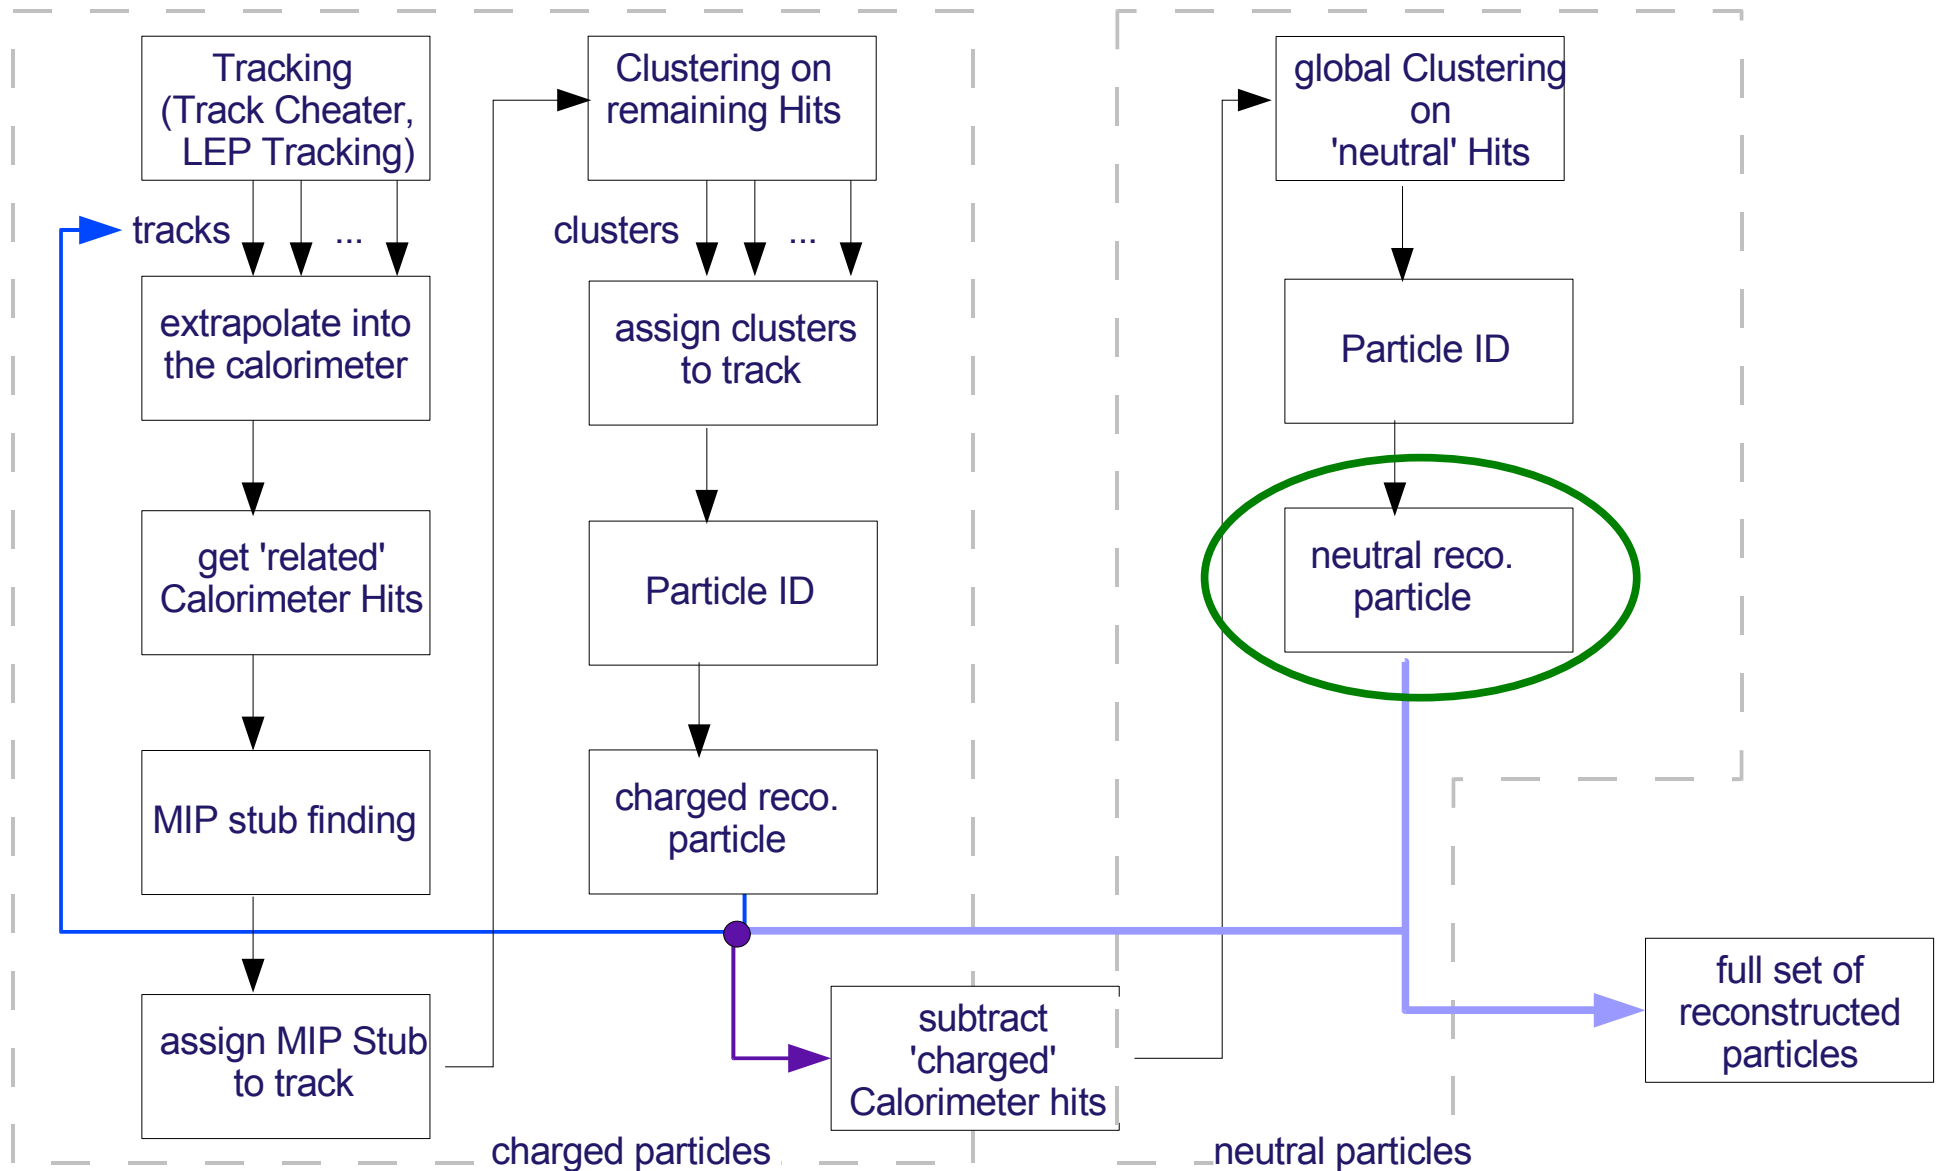 Tracking
(Track Cheater,
LEP Tracking)
tracks
...
extrapolate into
the calorimeter
get 'related'
Calorimeter Hits
MIP stub finding
assign MIP Stub
to track
Clustering on
remaining Hits
clusters
...
assign clusters
to track
Particle ID
charged reco.
particle
subtract
'charged'
Calorimeter hits
charged particles
global Clustering
on
'neutral' Hits
Particle ID
neutral reco.
particle
neutral particles
full set of
reconstructed
particles